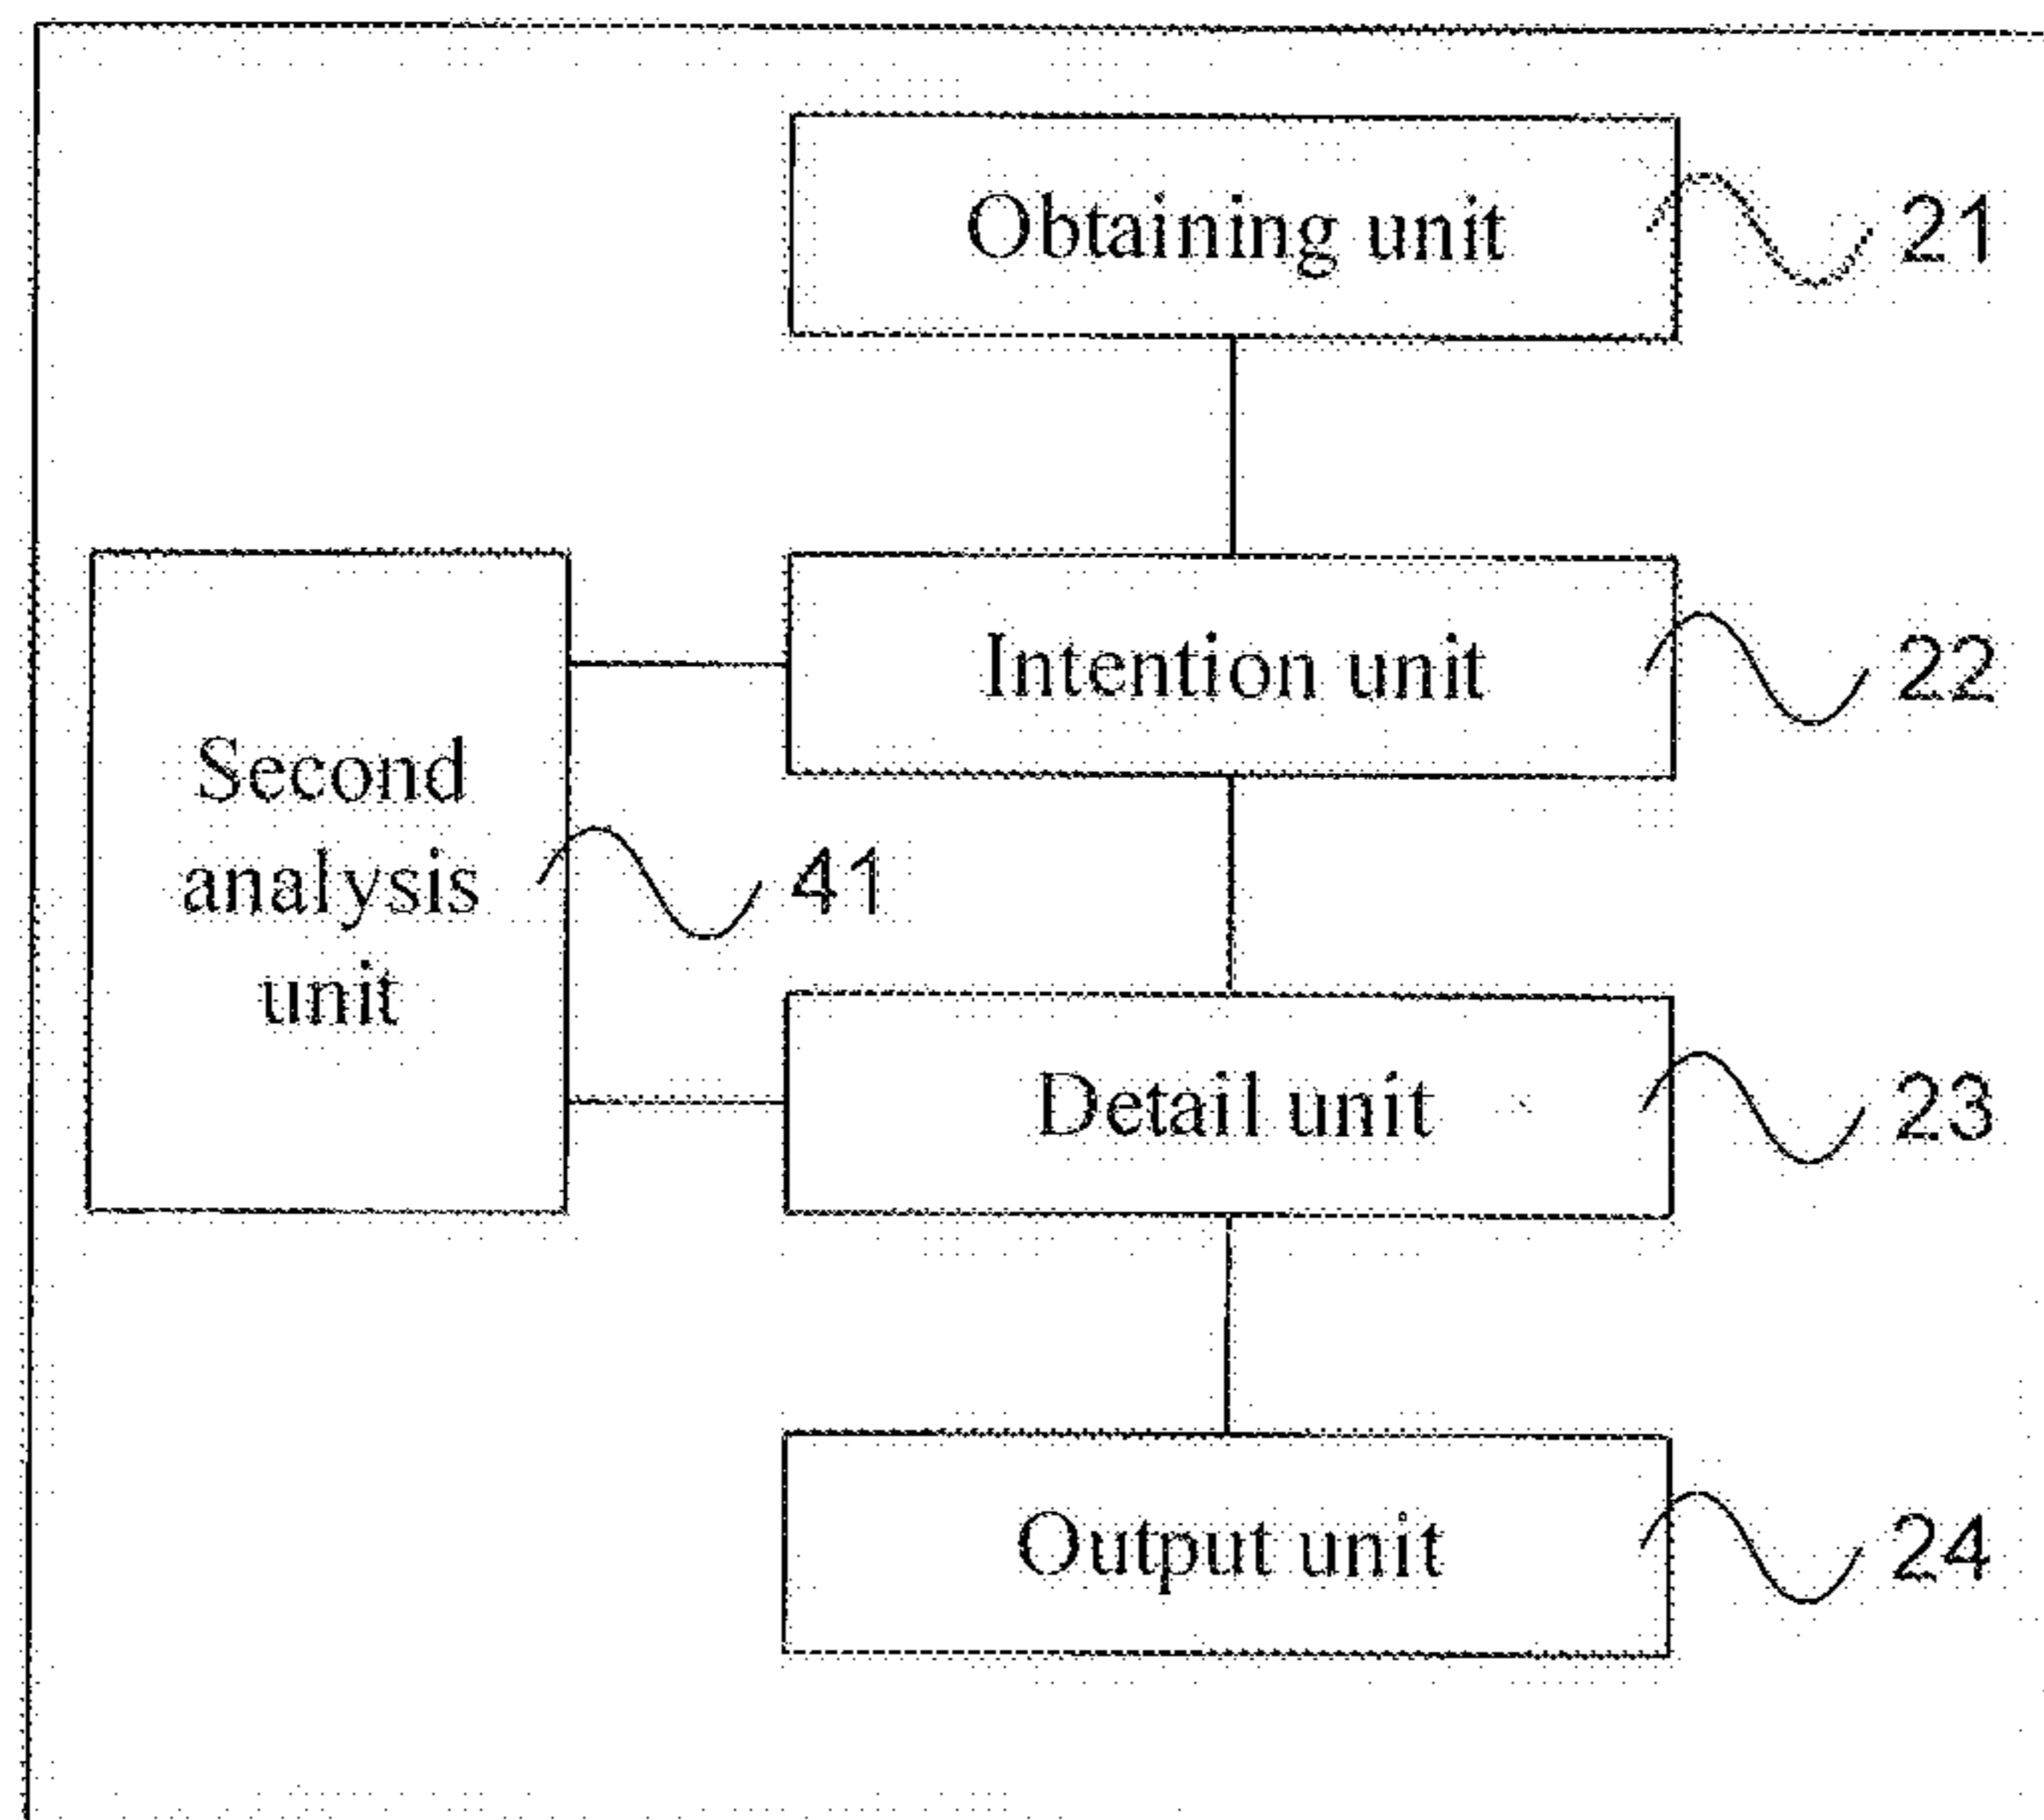 Obtaining unit
21
Intention unit
22
Second
analysis
unit
41
Detail unit
23
Output unit
24